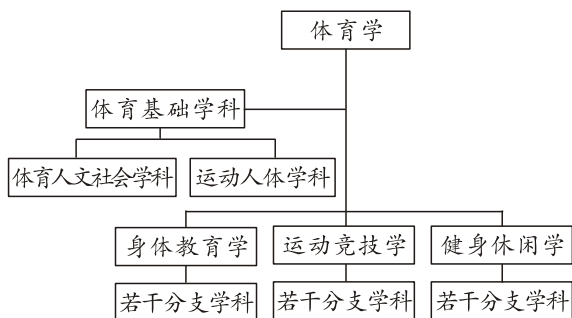 体育学
体育基础学科
体育人文社会学科
运动人体学科
身体教育学
运动竞技学
健身休闲学
若干分支学科
若干分支学科
若干分支学科